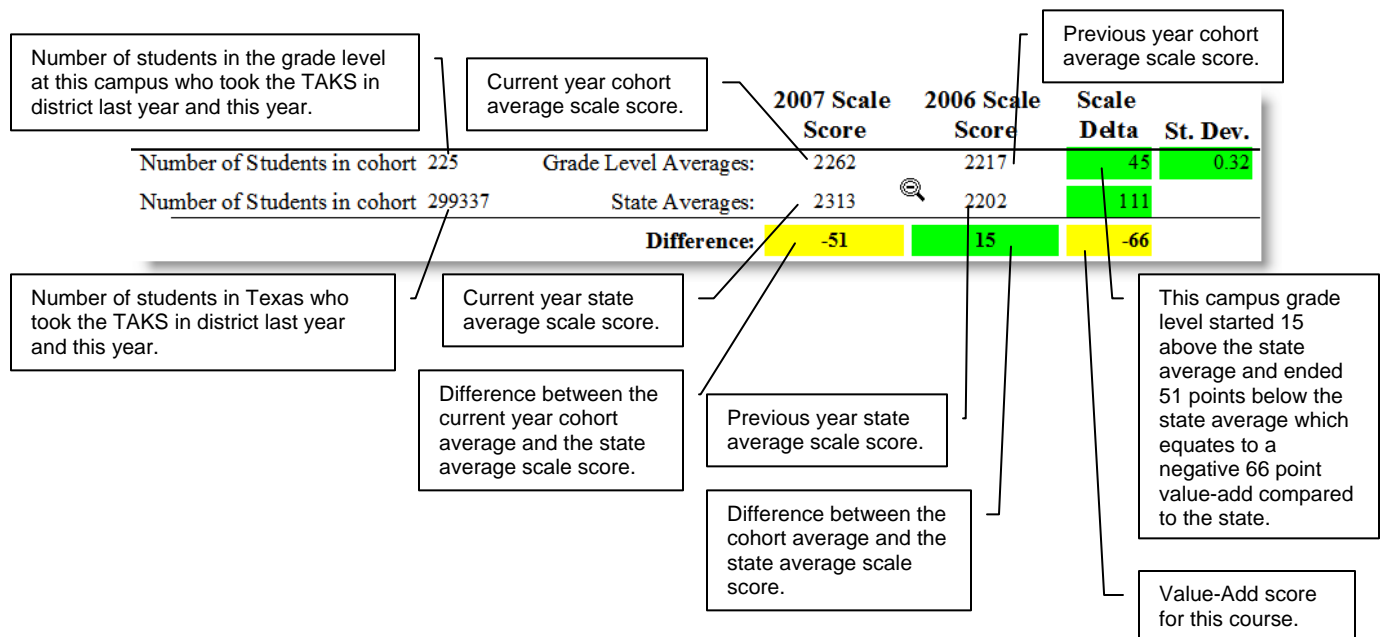 Number of students in the grade level
at this campus who took the TAKS in
district last year and this year.
Current year cohort
average scale score.
Previous year cohort
average scale score.
2007 Scale Score
2006 Scale Score
Scale Delta
St. Dev.
Number of Students in cohort 225 Grade Level Averages: 2262 2217 45 0.32
Number of Students in cohort 299337 State Averages: 2313 2202 111
Difference: -51 15 -66
Number of students in Texas who
took the TAKS in district last year
and this year.
Current year state
average scale score.
Difference between the
current year cohort
average and the state
average scale score.
Previous year state
average scale score.
Difference between the
cohort average and the
state average scale
score.
This campus grade
level started 15
above the state
average and ended
51 points below the
state average which
equates to a
negative 66 point
value-add compared
to the state.
Value-Add score
for this course.